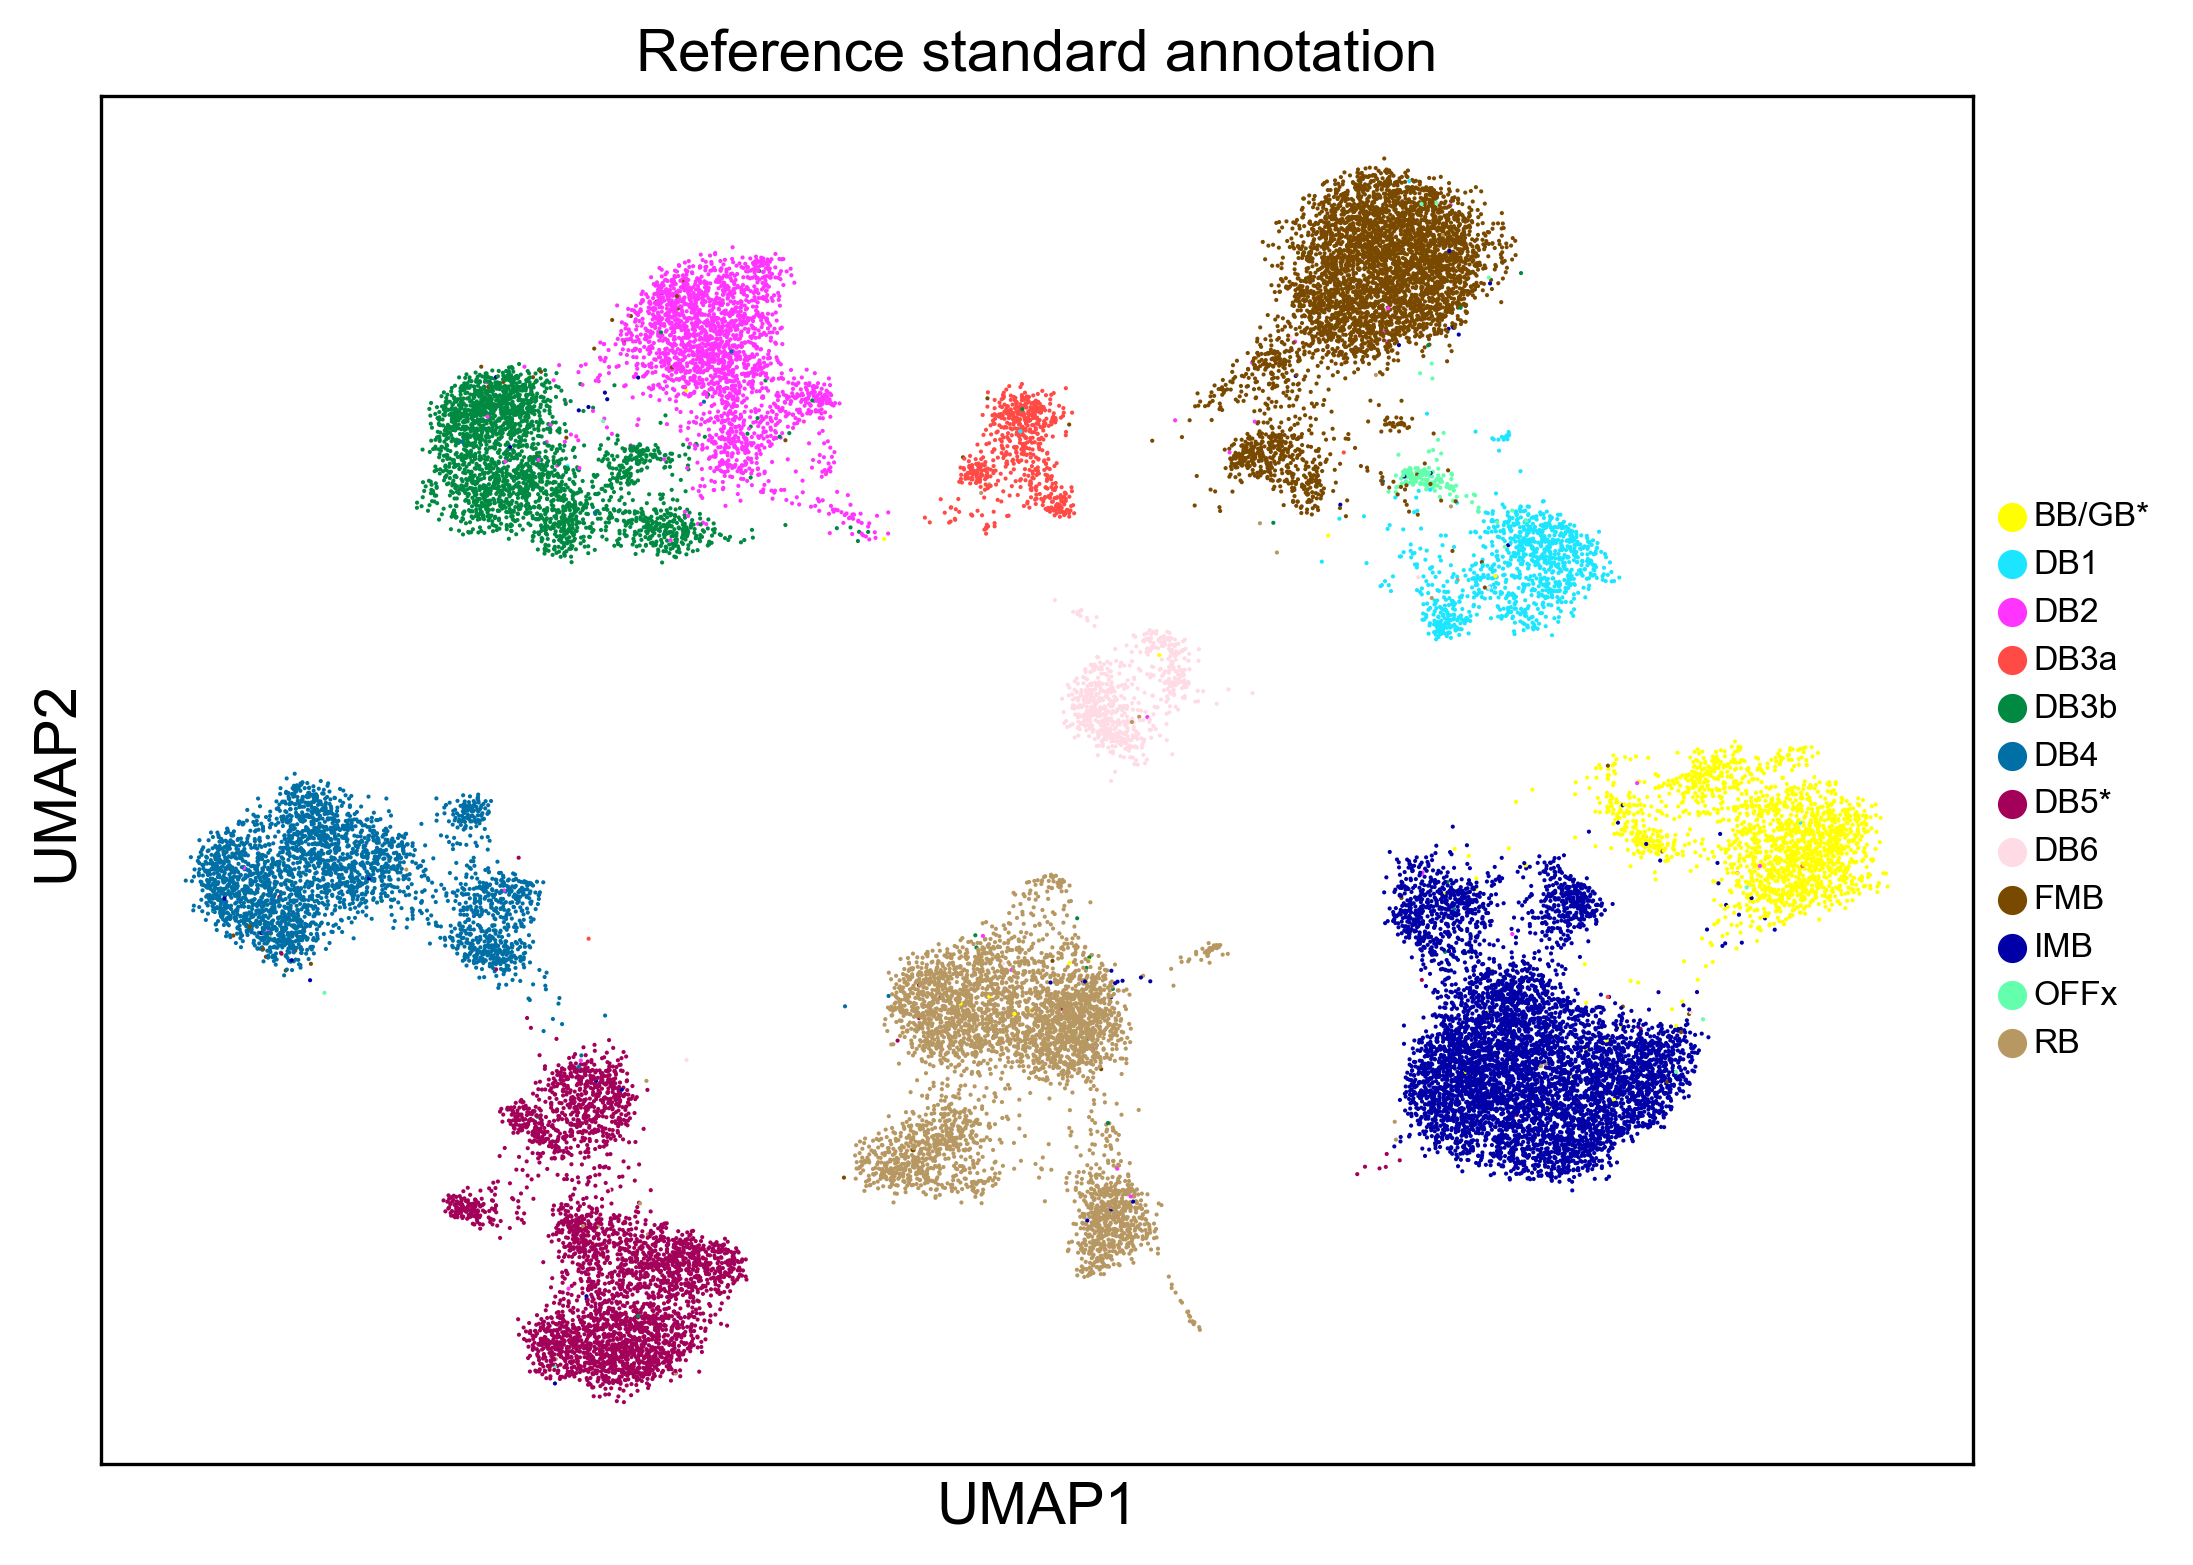 Reference standard annotation
UMAP2
UMAP1
BB/GB*
DB1
DB2
DB3a
DB3b
DB4
DB5*
DB6
FMB
IMB
OFFx
RB